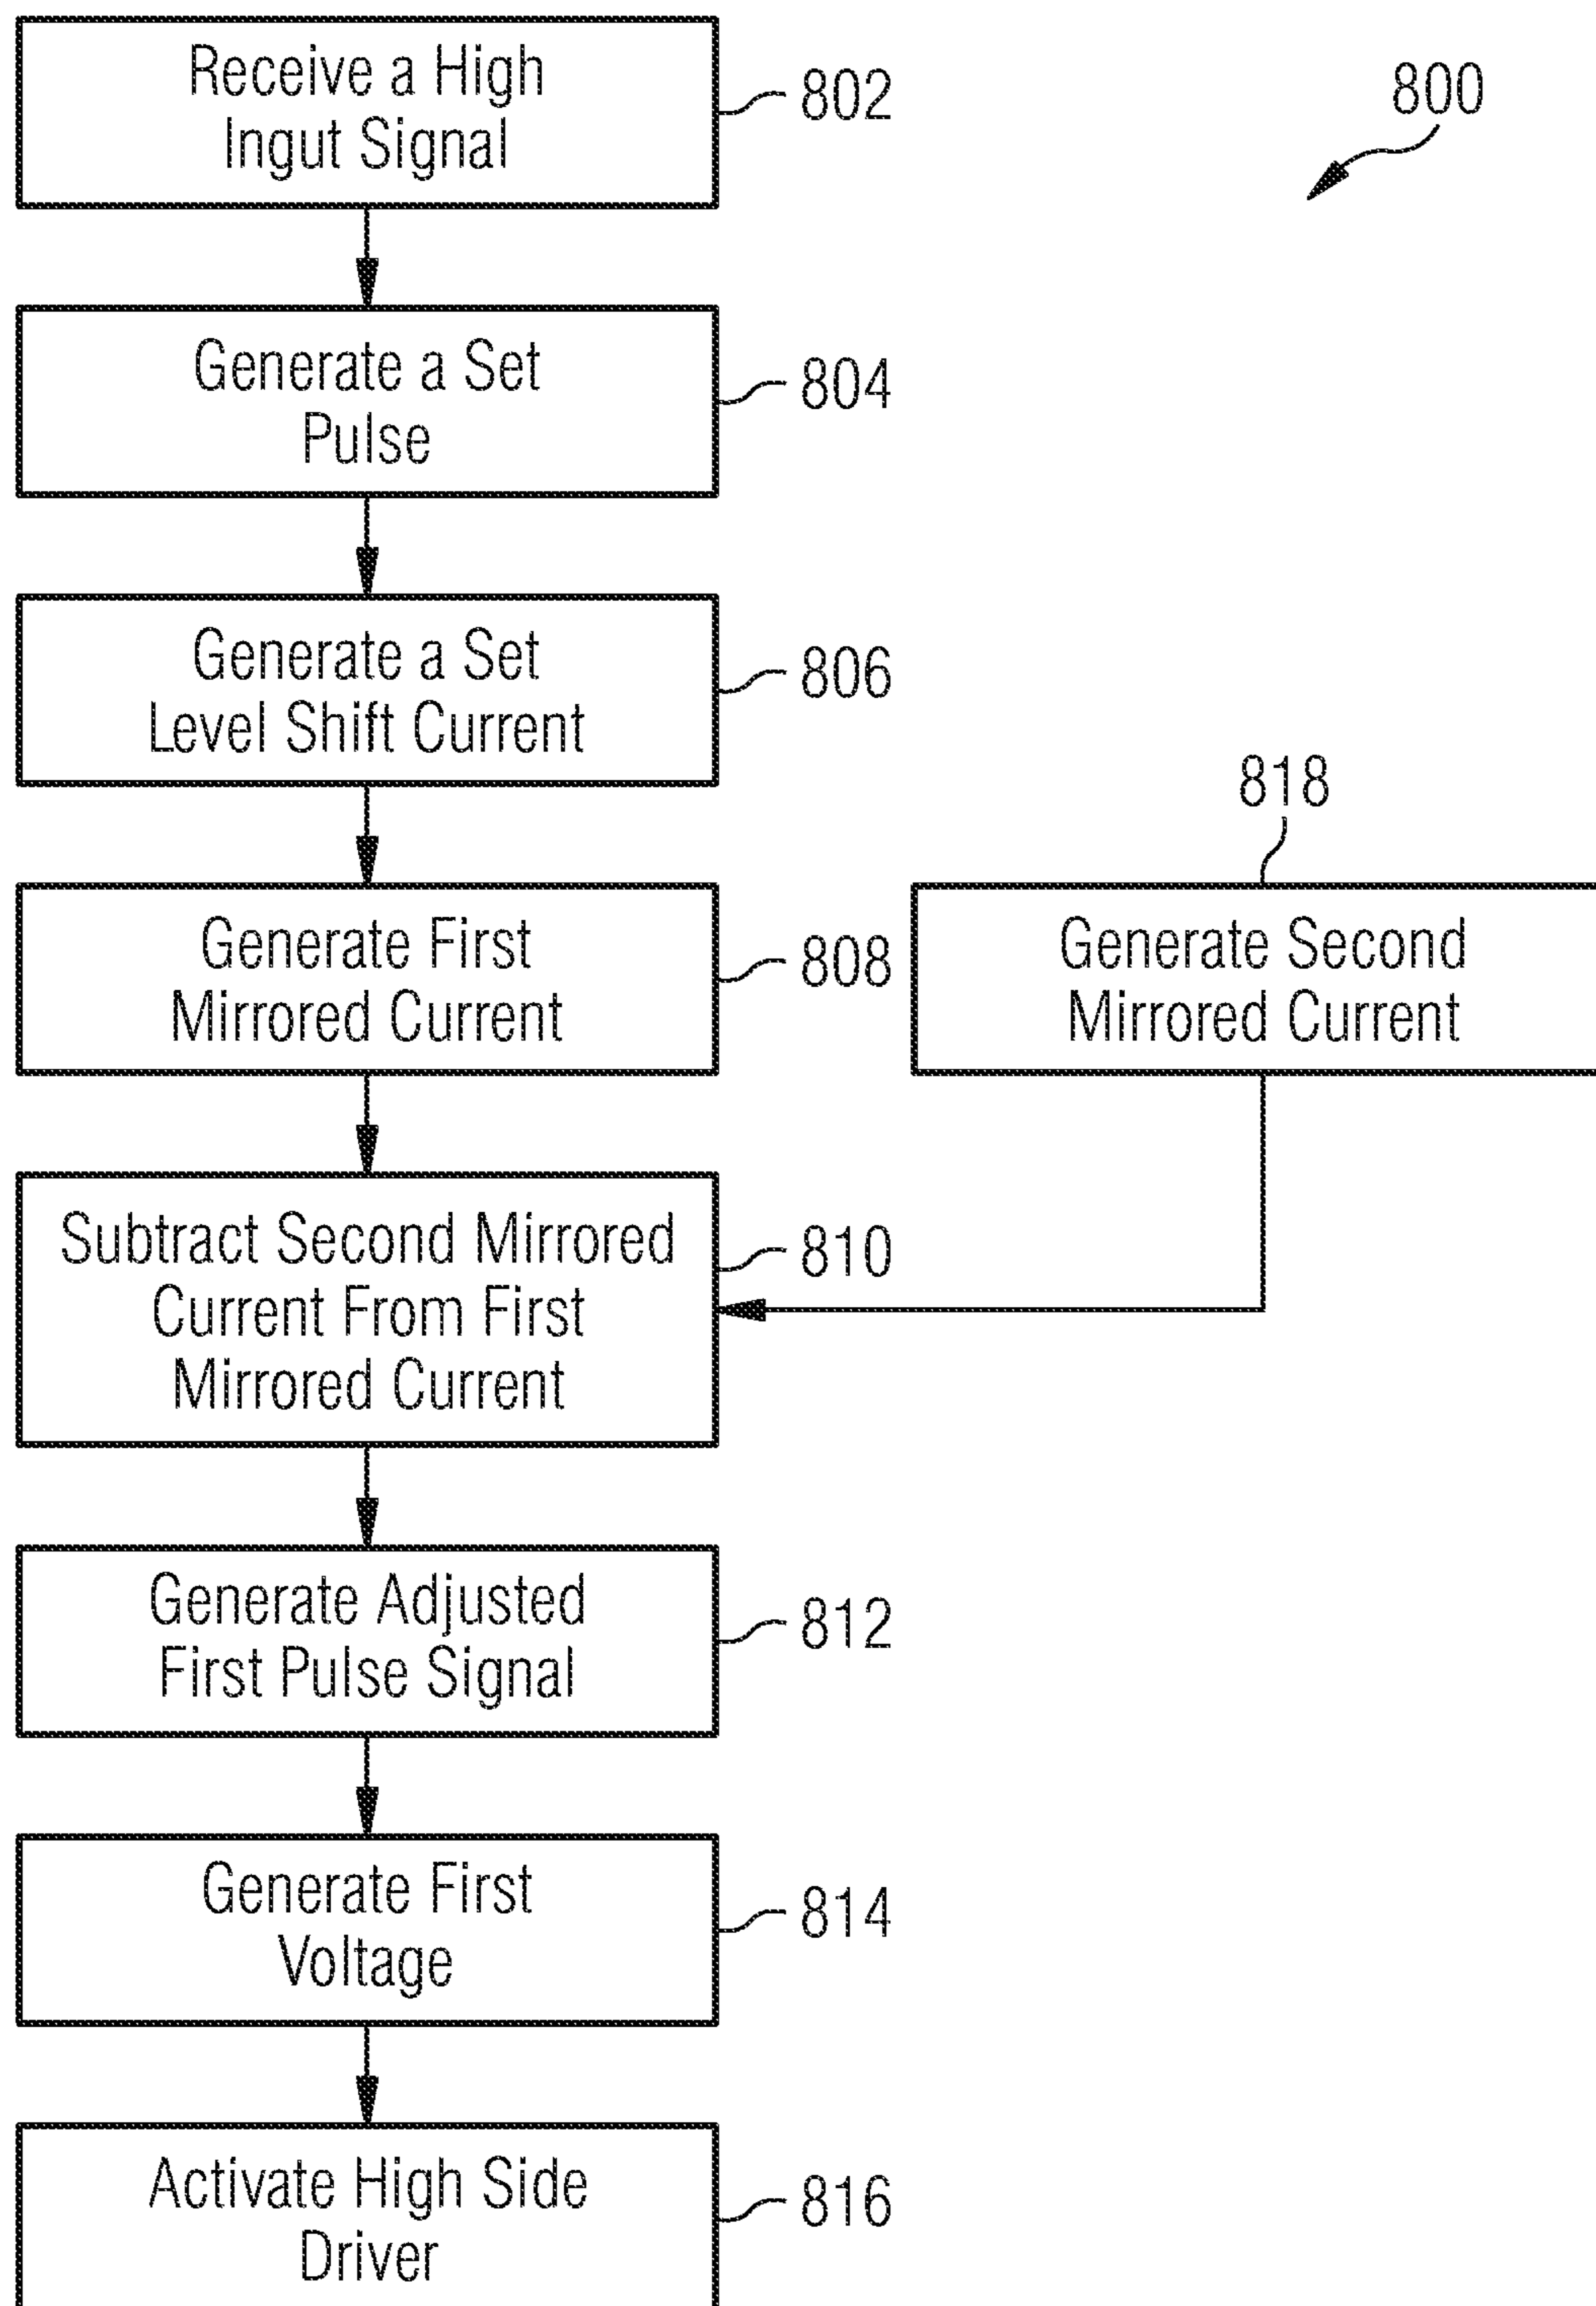 Receive a High
Ingut Signal
802
800
Generate a Set
Pulse
804
Generate a Set
Level Shift Current
806
818
Generate First
Mirrored Current
808
Generate Second
Mirrored Current
Subtract Second Mirrored
Current From First
Mirrored Current
810
Generate Adjusted
First Pulse Signal
812
Generate First
Voltage
814
Activate High Side
Driver
816